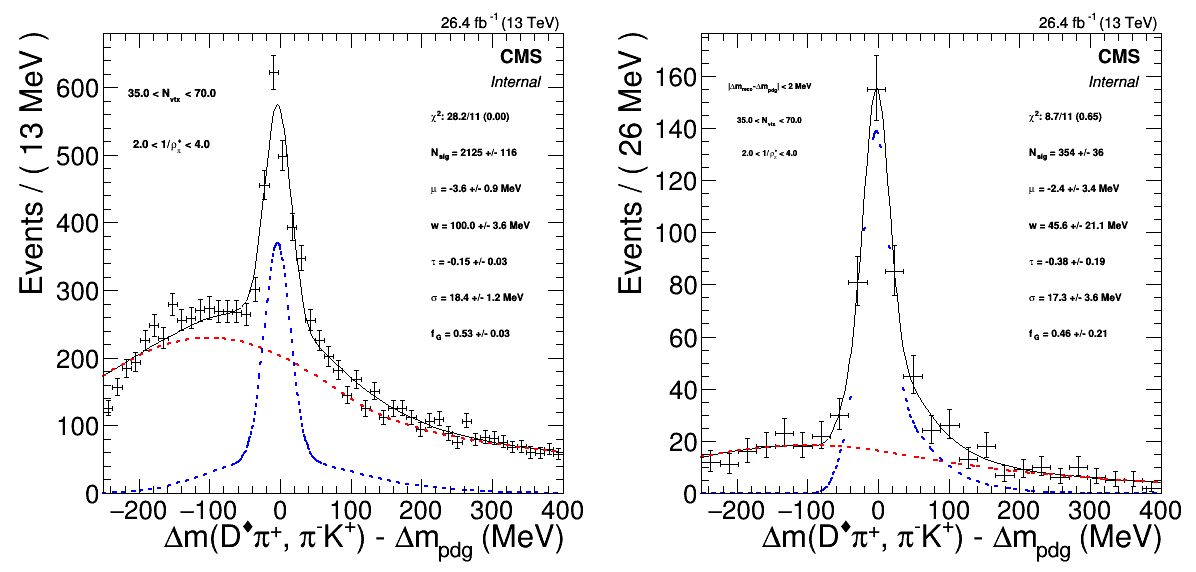 26.4 fb⁻¹ (13 TeV)
CMS
Internal
35.0 < N_vtx < 70.0
2.0 < 1/ρ_π^♦ < 4.0
χ²: 28.2/11 (0.00)
N_sig = 2125 +/- 116
μ = -3.6 +/- 0.9 MeV
w = 100.0 +/- 3.6 MeV
τ = -0.15 +/- 0.03
σ = 18.4 +/- 1.2 MeV
f_G = 0.53 +/- 0.03
Events / ( 13 MeV )
600
500
400
300
200
100
0
−200 −100 0 100 200 300 400
Δm(D^♦π⁺, π⁻K⁺) - Δm_pdg (MeV)
26.4 fb⁻¹ (13 TeV)
CMS
Internal
|Δm_reco-Δm_pdg| < 2 MeV
35.0 < N_vtx < 70.0
χ²: 8.7/11 (0.65)
N_sig = 354 +/- 36
μ = -2.4 +/- 3.4 MeV
w = 45.6 +/- 21.1 MeV
τ = -0.38 +/- 0.19
σ = 17.3 +/- 3.6 MeV
f_G = 0.46 +/- 0.21
Events / ( 26 MeV )
160
140
120
100
80
60
40
20
0
−200 −100 0 100 200 300 400
Δm(D^♦π⁺, π⁻K⁺) - Δm_pdg (MeV)